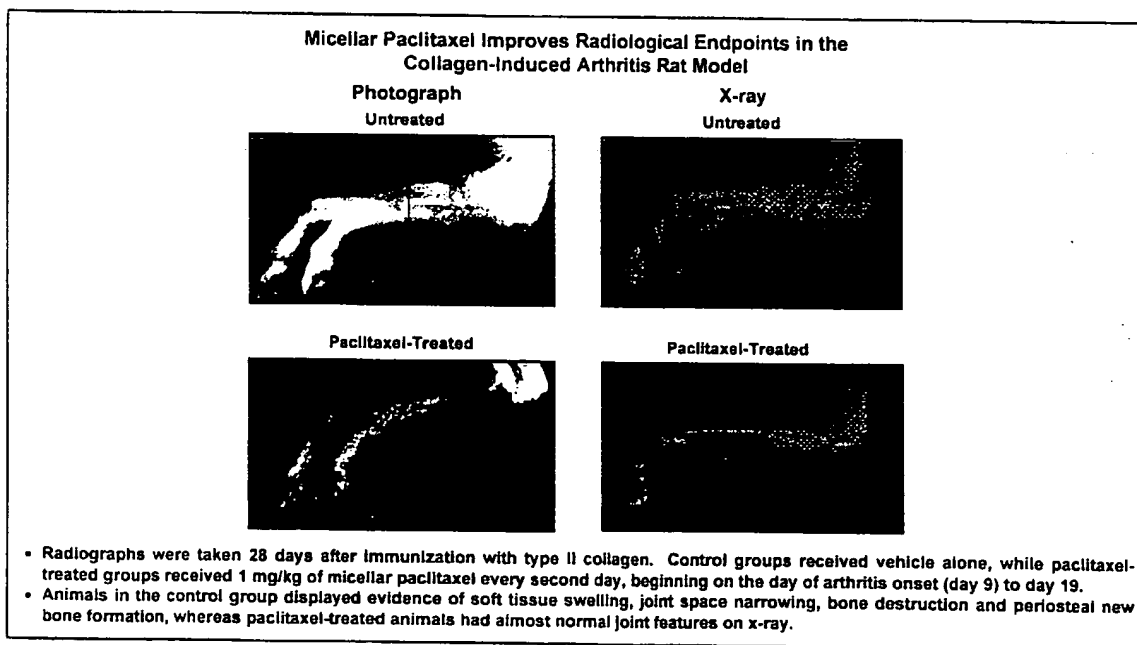 Micellar Paclitaxel Improves Radiological Endpoints in the
Collagen-Induced Arthritis Rat Model
Photograph
X-ray
Untreated
Untreated
Paclitaxel-Treated
Paclitaxel-Treated
• Radiographs were taken 28 days after immunization with type II collagen. Control groups received vehicle alone, while paclitaxel-
treated groups received 1 mg/kg of micellar paclitaxel every second day, beginning on the day of arthritis onset (day 9) to day 19.
• Animals in the control group displayed evidence of soft tissue swelling, joint space narrowing, bone destruction and periosteal new
bone formation, whereas paclitaxel-treated animals had almost normal joint features on x-ray.